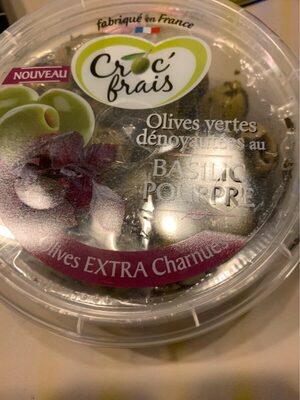 fabriqué en France
NOUVEAU
Croc'
frais
Olives vertes
dénoyautées au
BASILIC
POURPRE
Olives EXTRA Charnues